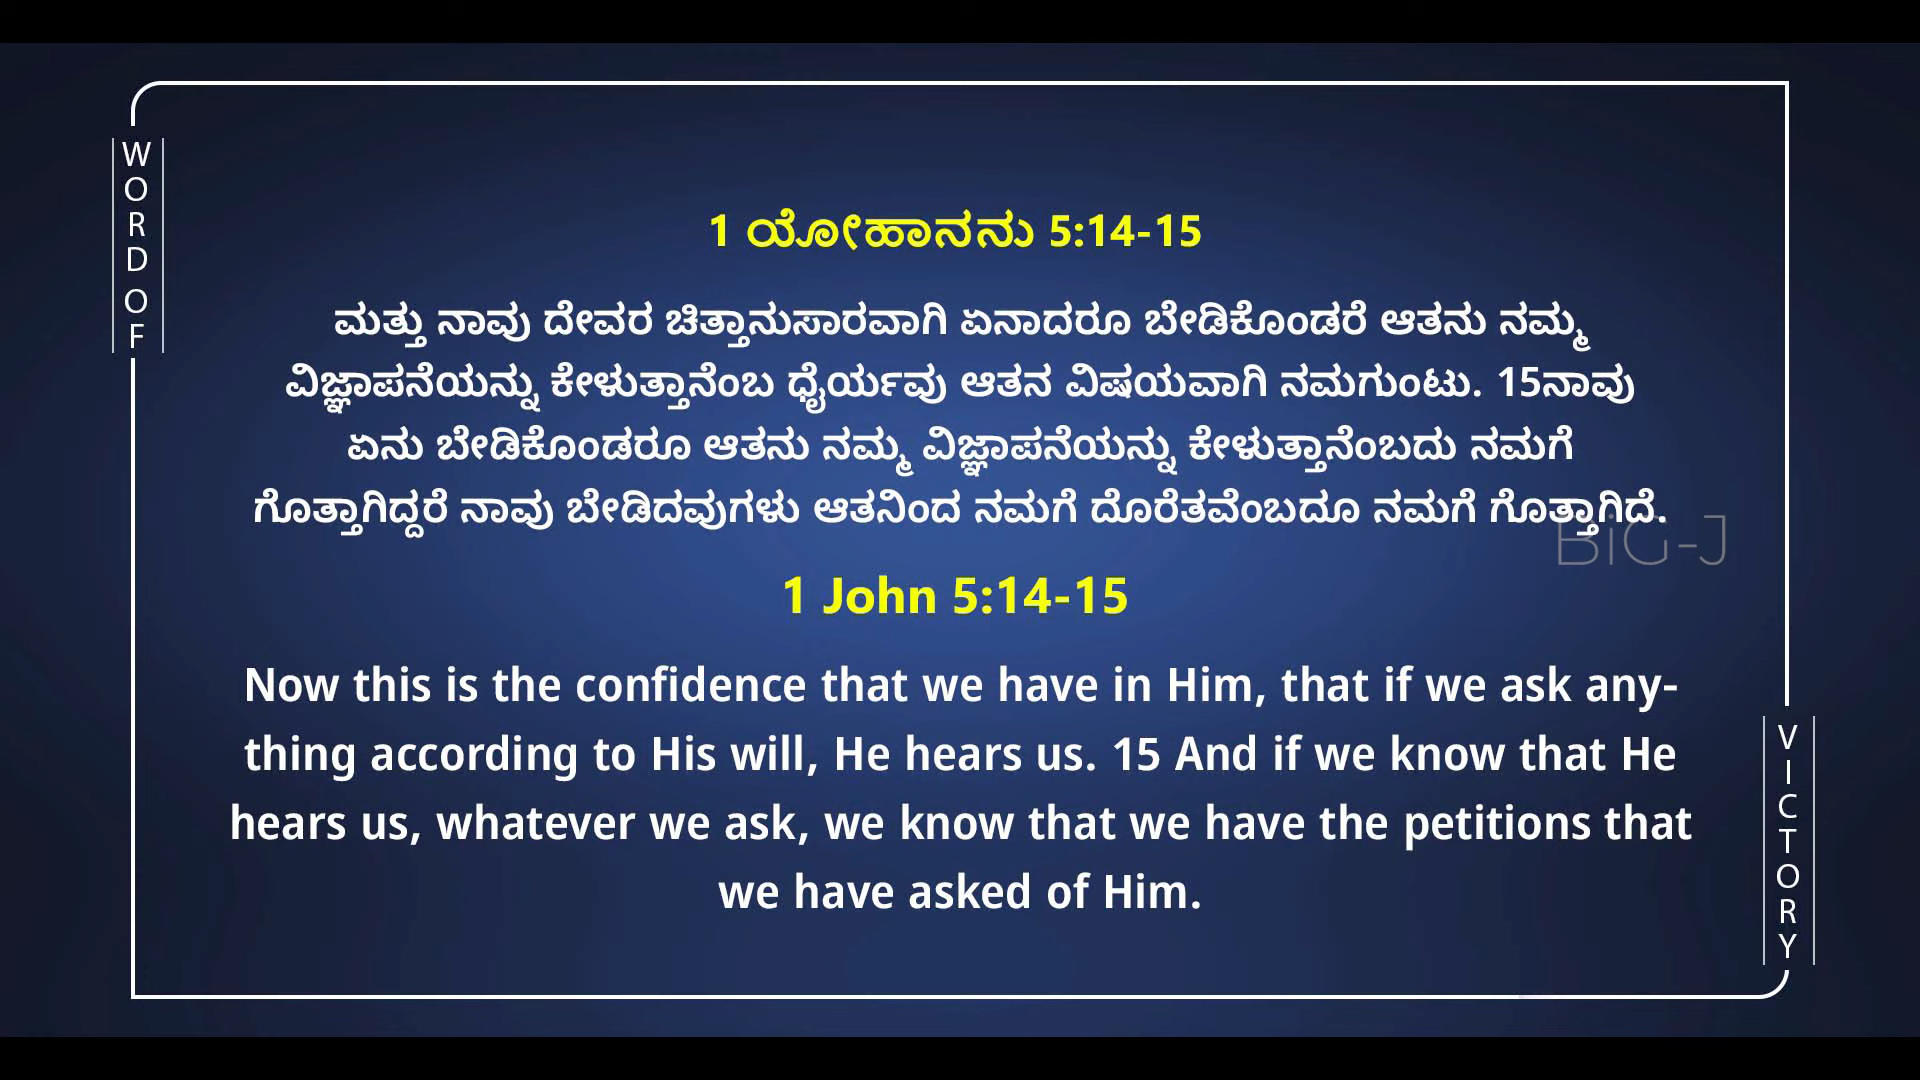 WORD OF
1 ಯೋಹಾನನು 5:14-15
ಮತ್ತು ನಾವು ದೇವರ ಚಿತ್ತಾನುಸಾರವಾಗಿ ಏನಾದರೂ ಬೇಡಿಕೊಂಡರೆ ಆತನು ನಮ್ಮ
ವಿಜ್ಞಾಪನೆಯನ್ನು ಕೇಳುತ್ತಾನೆಂಬ ಧೈರ್ಯವು ಆತನ ವಿಷಯವಾಗಿ ನಮಗುಂಟು. 15ನಾವು
ಏನು ಬೇಡಿಕೊಂಡರೂ ಆತನು ನಮ್ಮ ವಿಜ್ಞಾಪನೆಯನ್ನು ಕೇಳುತ್ತಾನೆಂಬದು ನಮಗೆ
ಗೊತ್ತಾಗಿದ್ದರೆ ನಾವು ಬೇಡಿದವುಗಳು ಆತನಿಂದ ನಮಗೆ ದೊರೆತವೆಂಬದೂ ನಮಗೆ ಗೊತ್ತಾಗಿದೆ.
BiG-J
1 John 5:14-15
Now this is the confidence that we have in Him, that if we ask any-
thing according to His will, He hears us. 15 And if we know that He
hears us, whatever we ask, we know that we have the petitions that
we have asked of Him.
VICTORY